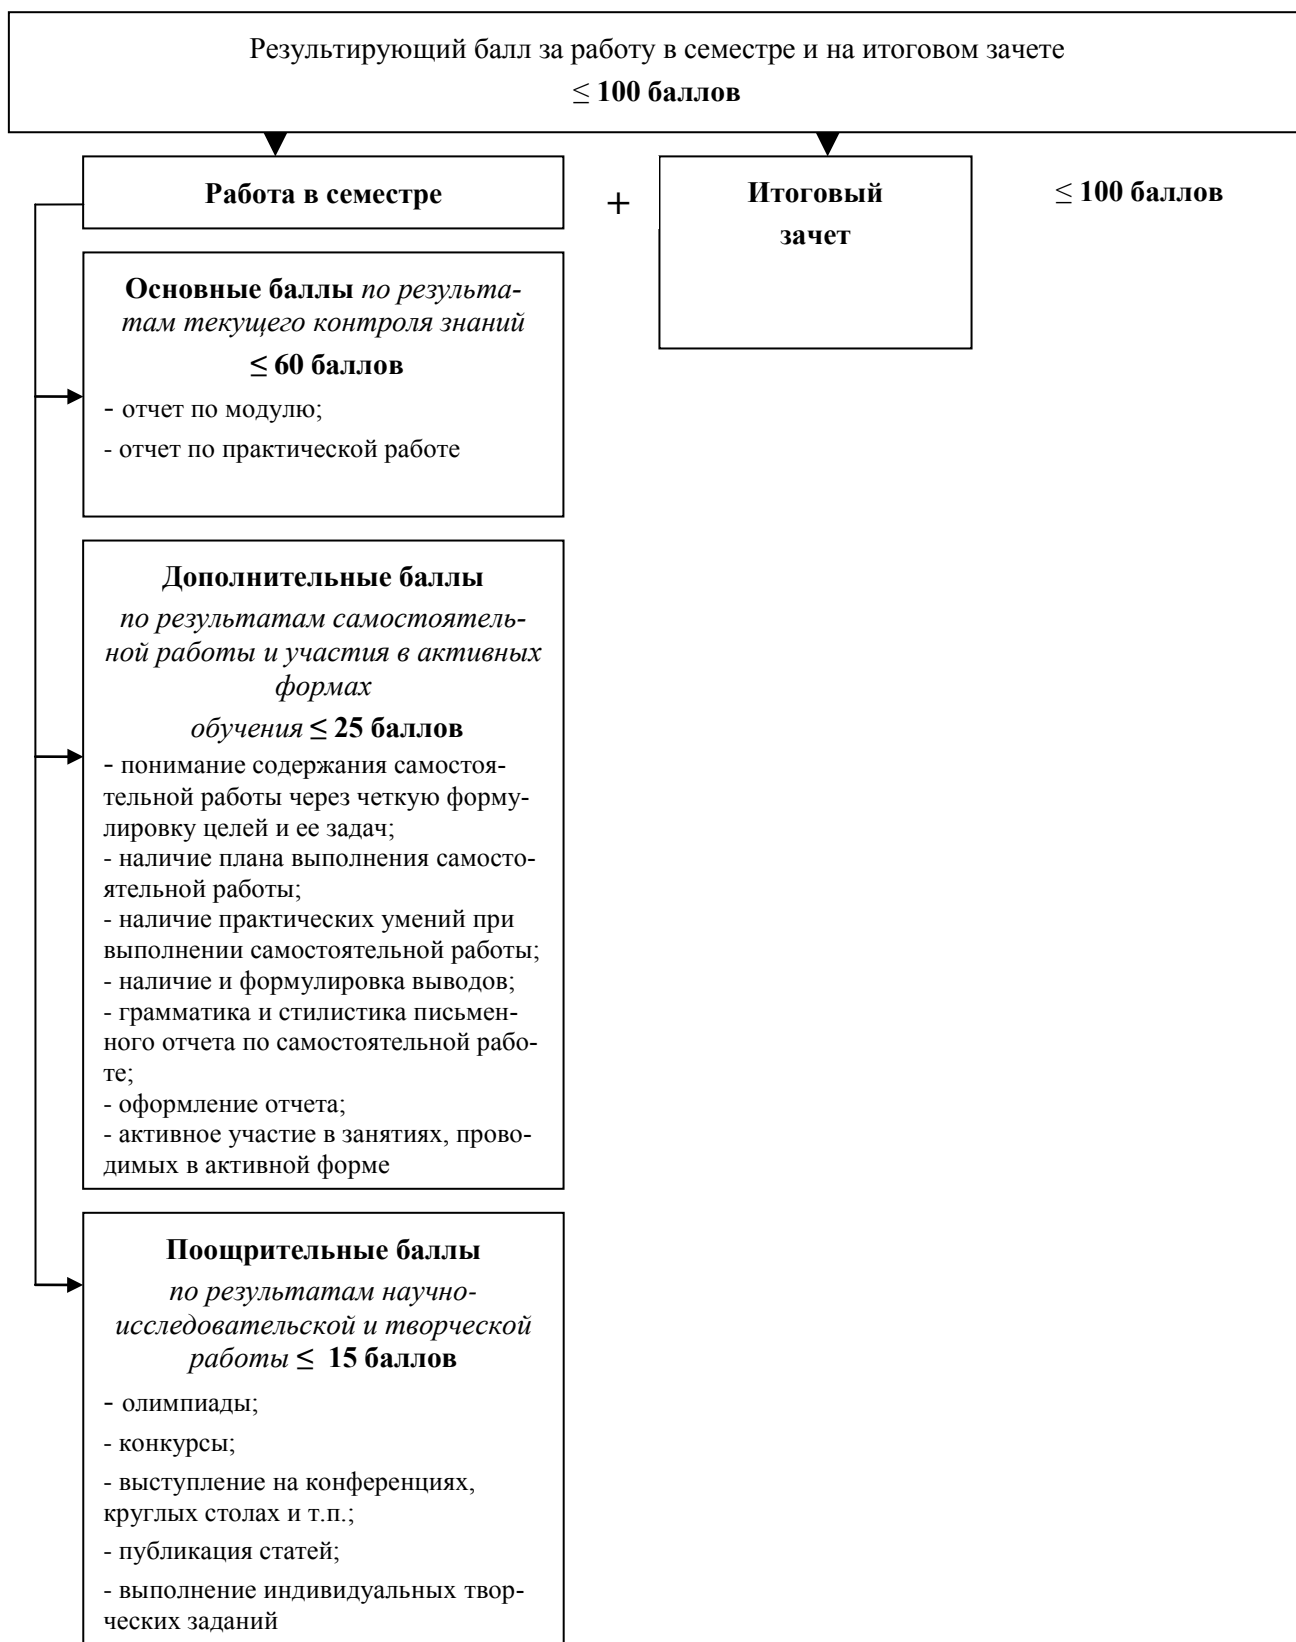 Результирующий балл за работу в семестре и на итоговом зачете
≤ 100 баллов
Работа в семестре
+
Итоговый
зачет
≤ 100 баллов
Основные баллы по результа-
там текущего контроля знаний
≤ 60 баллов
- отчет по модулю;
- отчет по практической работе
Дополнительные баллы
по результатам самостоятель-
ной работы и участия в активных
формах
обучения ≤ 25 баллов
- понимание содержания самостоя-
тельной работы через четкую форму-
лировку целей и ее задач;
- наличие плана выполнения самосто-
ятельной работы;
- наличие практических умений при
выполнении самостоятельной работы;
- наличие и формулировка выводов;
- грамматика и стилистика письмен-
ного отчета по самостоятельной рабо-
те;
- оформление отчета;
- активное участие в занятиях, прово-
димых в активной форме
Поощрительные баллы
по результатам научно-
исследовательской и творческой
работы ≤ 15 баллов
- олимпиады;
- конкурсы;
- выступление на конференциях,
круглых столах и т.п.;
- публикация статей;
- выполнение индивидуальных твор-
ческих заданий